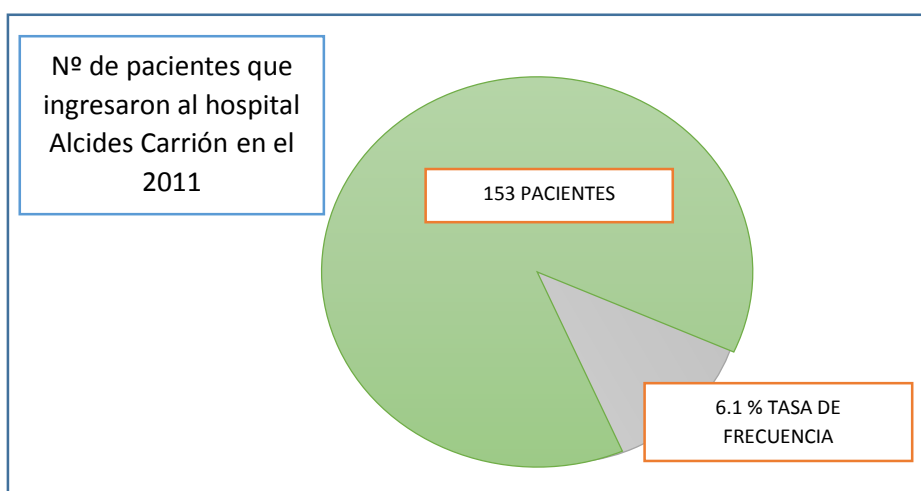 Nº de pacientes que
ingresaron al hospital
Alcides Carrión en el
2011
153 PACIENTES
6.1 % TASA DE
FRECUENCIA